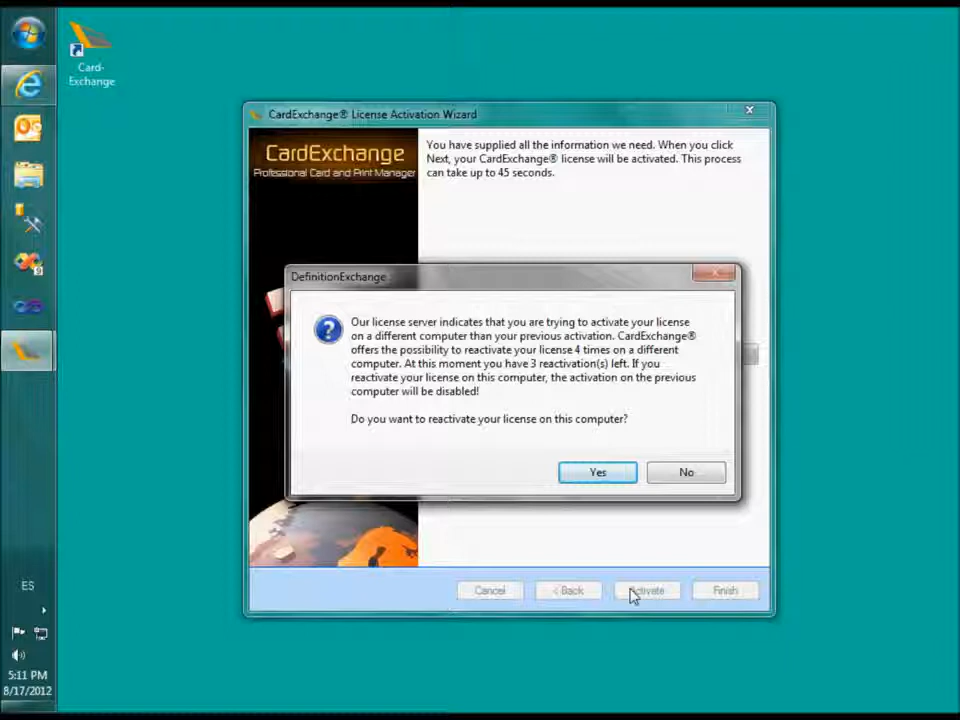 Card-
Exchange
CardExchange® License Activation Wizard
CardExchange
Professional Card and Print Manager
You have supplied all the information we need. When you click
Next, your CardExchange® license will be activated. This process
can take up to 45 seconds.
DefinitionExchange
Our license server indicates that you are trying to activate your license
on a different computer than your previous activation. CardExchange®
offers the possibility to reactivate your license 4 times on a different
computer. At this moment you have 3 reactivation(s) left. If you
reactivate your license on this computer, the activation on the previous
computer will be disabled!
Do you want to reactivate your license on this computer?
Yes
No
Cancel
< Back
Activate
Finish
ES
5:11 PM
8/17/2012